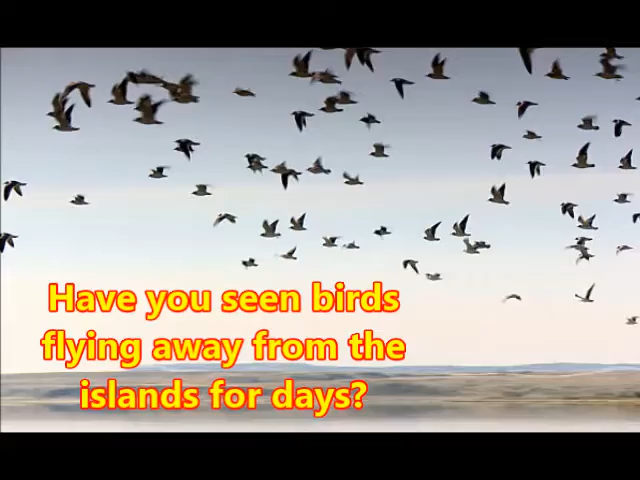 Have you seen birds
flying away from the
islands for days?